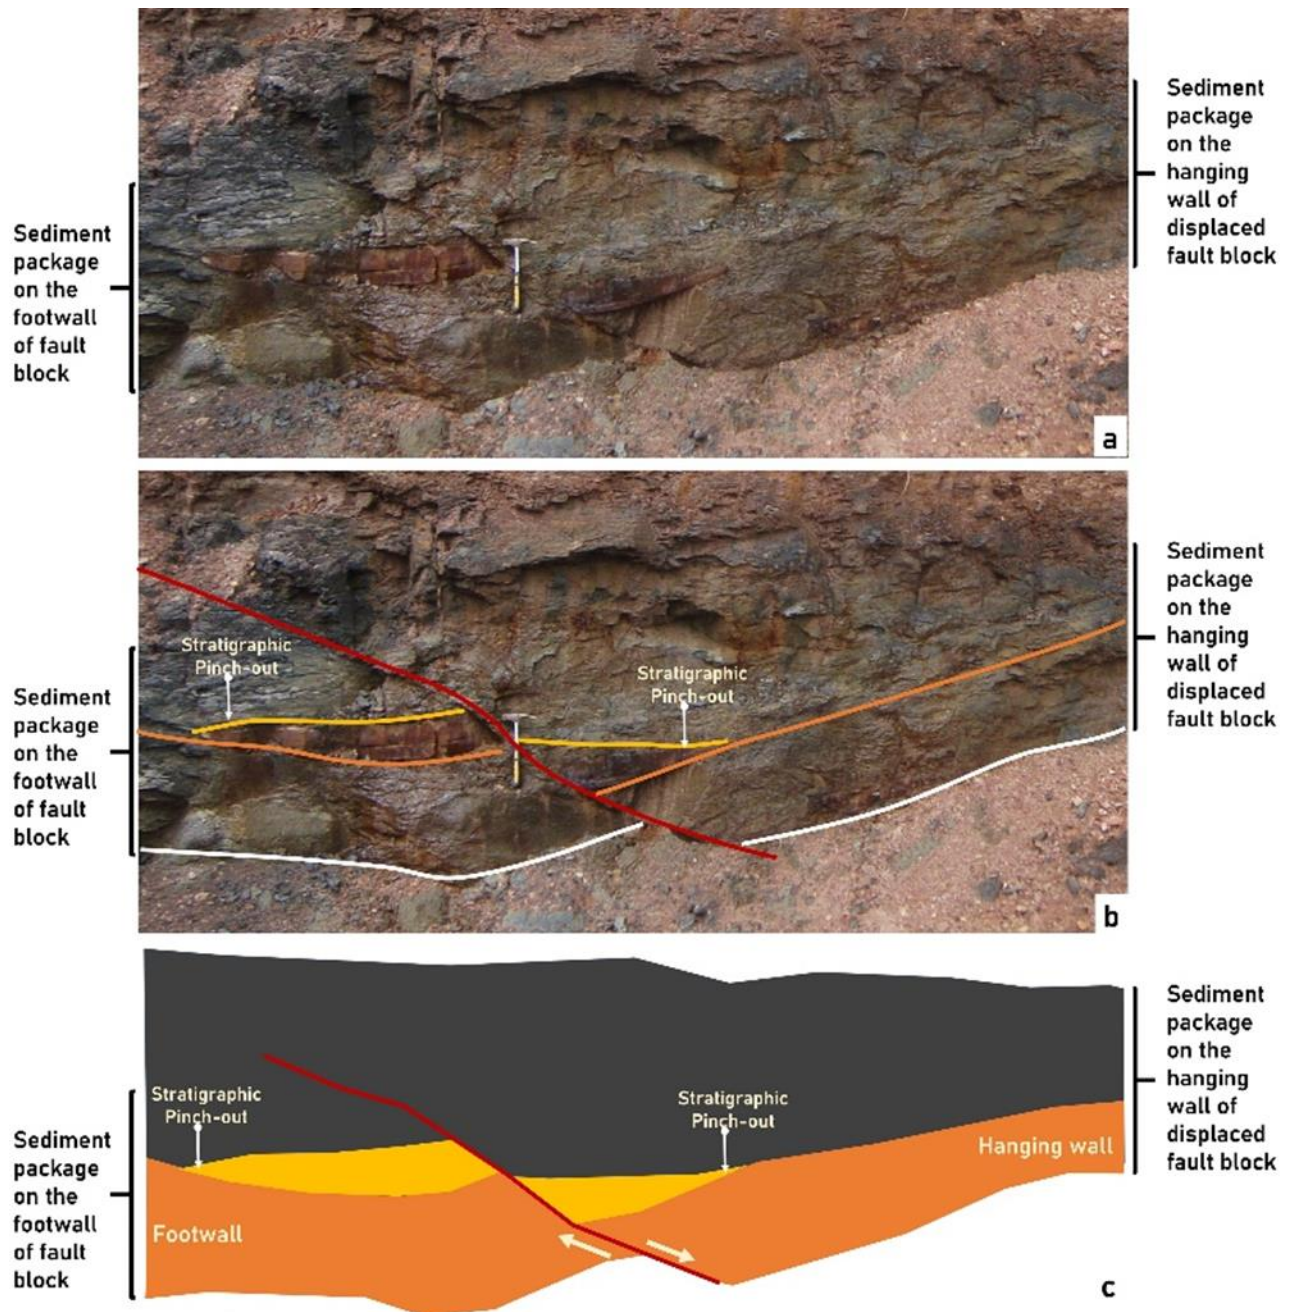 Sediment
package
on the
hanging
wall of
displaced
fault block
Sediment
package
on the
footwall
of fault
block
a
Sediment
package
on the
hanging
wall of
displaced
fault block
Stratigraphic
Pinch-out
Stratigraphic
Pinch-out
Sediment
package
on the
footwall
of fault
block
b
Sediment
package
on the
hanging
wall of
displaced
fault block
Stratigraphic
Pinch-out
Stratigraphic
Pinch-out
Sediment
package
on the
footwall
of fault
block
Hanging wall
Footwall
c